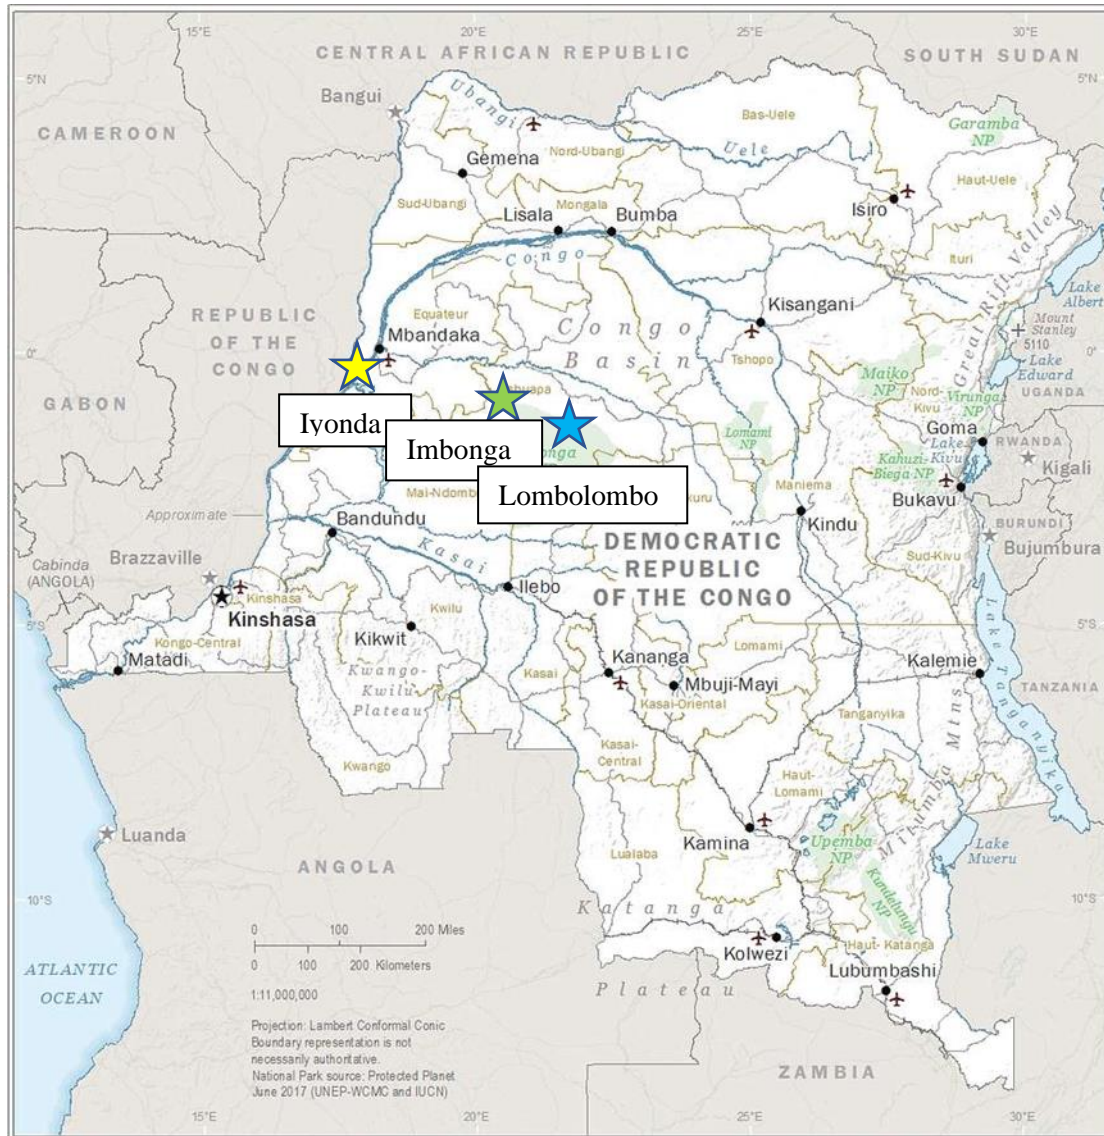 15°E 20°E 25°E 30°E
CENTRAL AFRICAN REPUBLIC
SOUTH SUDAN
5°N 5°N
Bangui
Ubangi
Bas-Uele
Garamba
NP
CAMEROON
Uele
Nord-Ubangi
Gemena
Haut-Uele
Sud-Ubangi
Mongala
Isiro
Lisala
Bumba
Congo
Ituri
Great Rift Valley
Lake
Albert
REPUBLIC
OF THE
CONGO
Equateur
Mbandaka
Congo
Basin
Kisangani
Mount
Stanley
5110
0° 0°
Tshopo
Lake
Edward
Maiko
NP
Nord-
Kivu
Virunga
NP
UGANDA
GABON
Iyonda
Imbonga
Lombolombo
Lomami
NP
Goma
Lake
Kivu
RWANDA
Kigali
Kahuzi-
Biega NP
Maniema
Bukavu
Mai-Ndombe
Approximate
Bandundu
Kindu
BURUNDI
Bujumbura
Kasai
DEMOCRATIC
REPUBLIC
OF THE CONGO
Sud-Kivu
Cabinda
(ANGOLA)
Brazzaville
Ilebo
Kinshasa
Kinshasa
Kwilu
5°S 5°S
Kongo-Central
Kikwit
Lomami
Lake Tanganyika
Matadi
Kwango-
Kwilu
Plateau
Kasai
Kananga
Mbuji-Mayi
Kalemie
Kasai-Oriental
TANZANIA
Tanganyika
Mitumba Mtns
Kwango
Kasai-
Central
Haut-
Lomami
Luanda
Kamina
Upemba
NP
Lake
Mweru
Lualaba
ANGOLA
Kundelungu
NP
10°S 10°S
Katanga
0 100 200 Miles
0 100 200 Kilometers
Kolwezi
Haut- Katanga
Lubumbashi
ATLANTIC
OCEAN
Plateau
1:11,000,000
Projection: Lambert Conformal Conic
Boundary representation is not
necessarily authoritative.
National Park source: Protected Planet
June 2017 (UNEP-WCMC and IUCN)
ZAMBIA
15°E 20°E 25°E 30°E